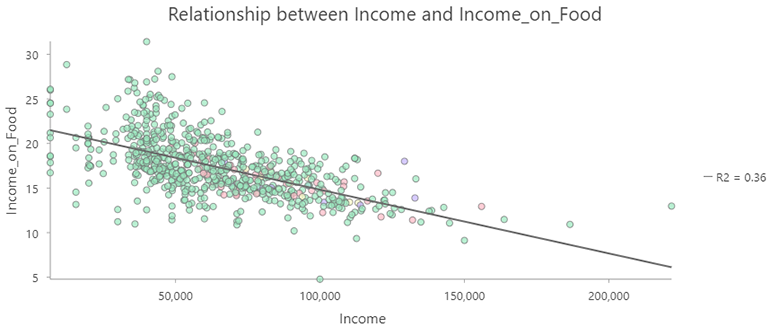 Relationship between Income and Income_on_Food
30
25
20
15
10
5
Income_on_Food
50,000
100,000
150,000
200,000
Income
R2 = 0.36